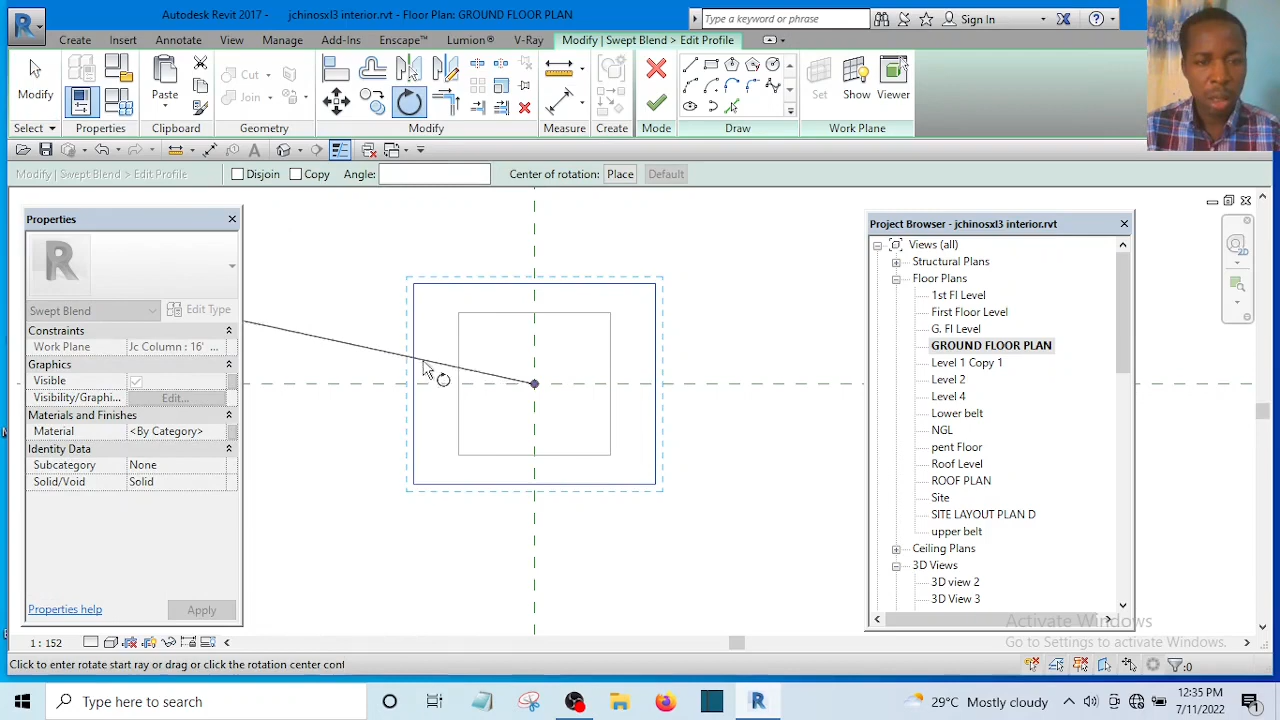 Autodesk Revit 2017 - jchinosxl3 interior.rvt - Floor Plan: GROUND FLOOR PLAN
Type a keyword or phrase
Sign In
Create Insert Annotate View Manage Add-Ins Enscape™ Lumion® V-Ray Modify | Swept Blend > Edit Profile
Modify Paste Cut Join Set Show Viewer
Select Properties Clipboard Geometry Modify Measure Create Mode Draw Work Plane
Modify | Swept Blend > Edit Profile Disjoin Copy Angle: Center of rotation: Place Default
Properties
Swept Blend Edit Type
Constraints
Work Plane Jc Column : 16' ...
Graphics
Visible
Visibility/Graphi... Edit...
Materials and Finishes
Material <By Category>
Identity Data
Subcategory None
Solid/Void Solid
Properties help Apply
Project Browser - jchinosxl3 interior.rvt
Views (all)
Structural Plans
Floor Plans
1st Fl Level
First Floor Level
G. Fl Level
GROUND FLOOR PLAN
Level 1 Copy 1
Level 2
Level 4
Lower belt
NGL
pent Floor
Roof Level
ROOF PLAN
Site
SITE LAYOUT PLAN D
upper belt
Ceiling Plans
3D Views
3D view 2
3D View 3
2D
Activate Windows
Go to Settings to activate Windows.
1 : 152
Click to enter rotate start ray or drag or click the rotation center cont
:0
Type here to search
29°C Mostly cloudy
12:35 PM
7/11/2022
1